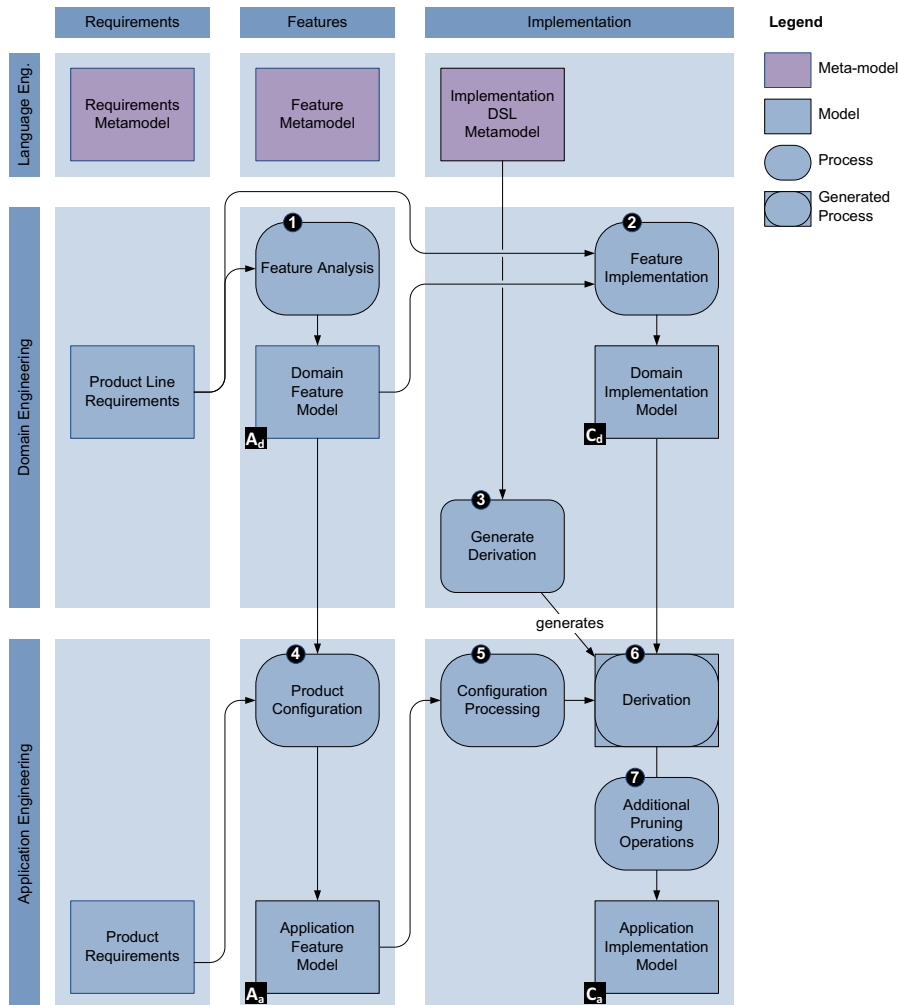 Requirements
Features
Implementation
Legend
Language Eng.
Requirements
Metamodel
Feature
Metamodel
Implementation
DSL
Metamodel
Meta-model
Model
Process
Generated
Process
Domain Engineering
1
Feature Analysis
2
Feature
Implementation
Product Line
Requirements
Domain
Feature
Model
Ad
Domain
Implementation
Model
Cd
3
Generate
Derivation
generates
Application Engineering
4
Product
Configuration
5
Configuration
Processing
6
Derivation
7
Additional
Pruning
Operations
Product
Requirements
Application
Feature
Model
Aa
Application
Implementation
Model
Ca